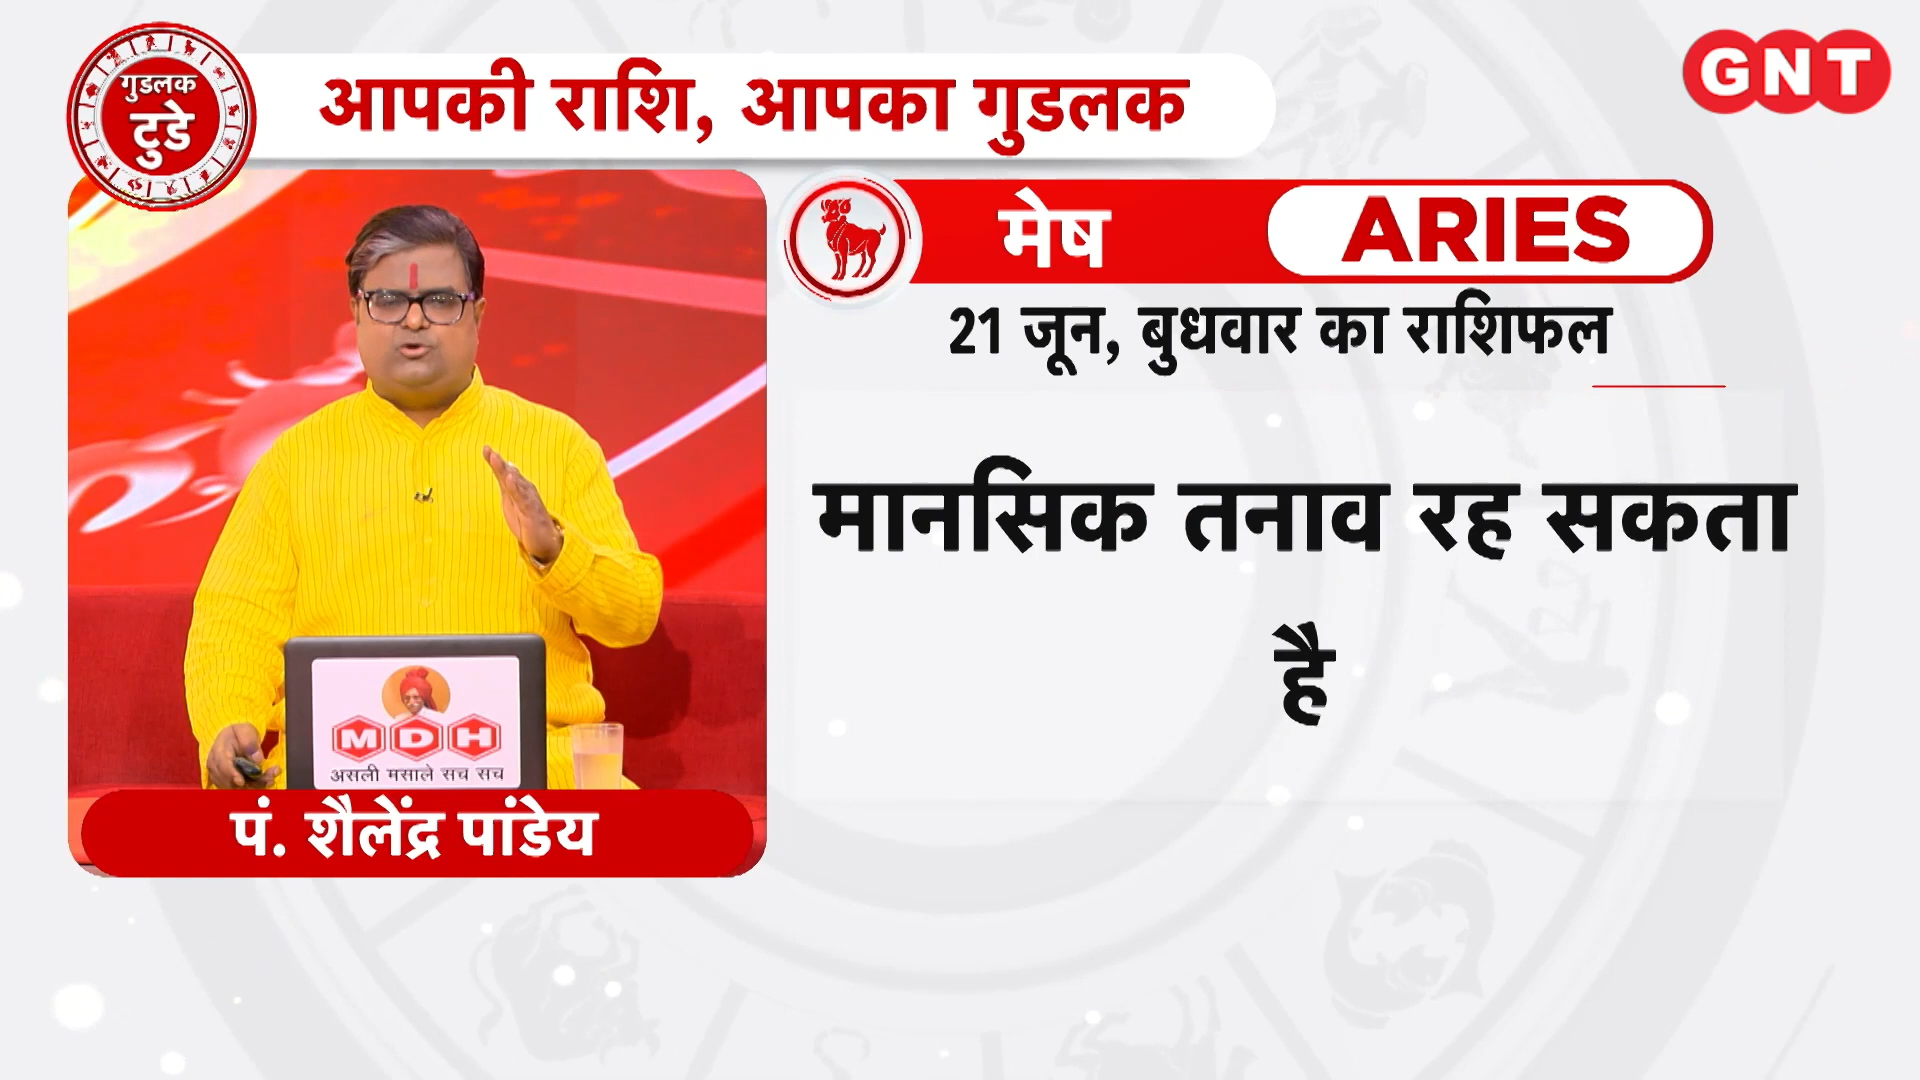 गुडलक
टुडे
आपकी राशि, आपका गुडलक
GNT
मेष
ARIES
21 जून, बुधवार का राशिफल
मानसिक तनाव रह सकता
है
MDH
असली मसाले सच सच
पं. शैलेंद्र पांडेय